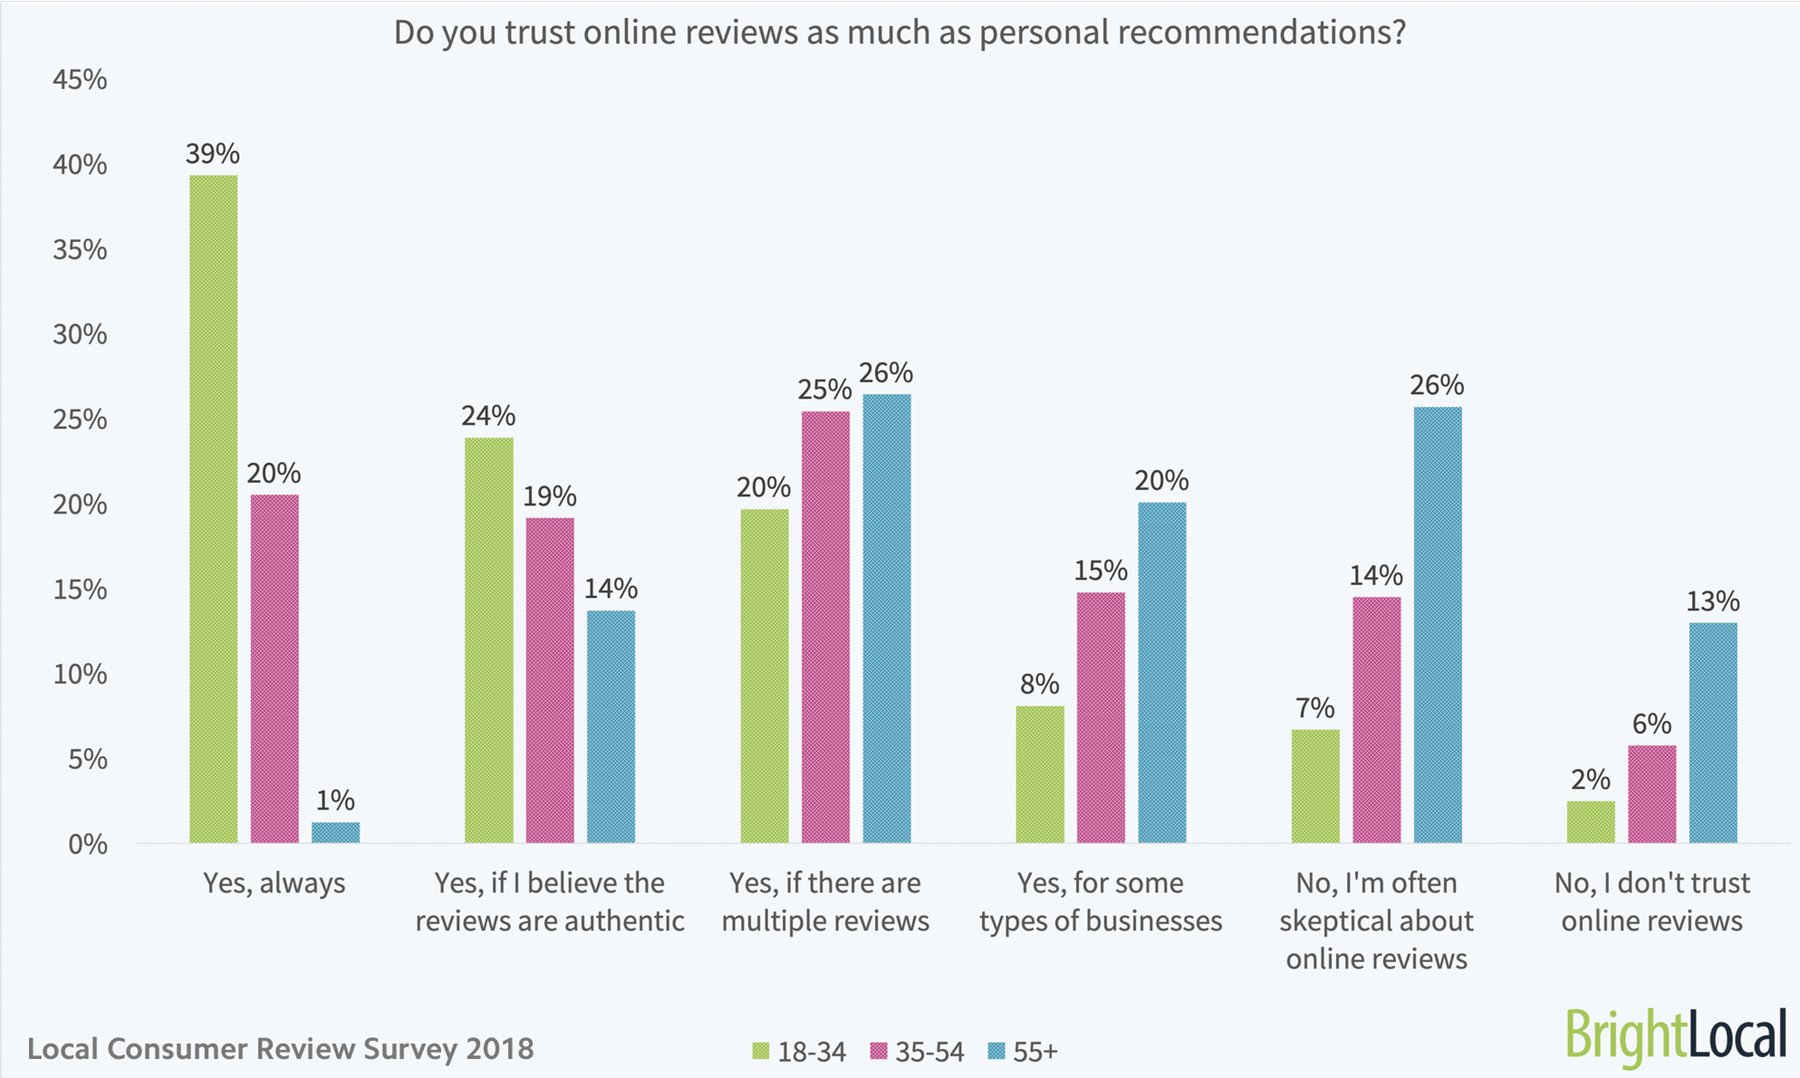 Do you trust online reviews as much as personal recommendations?
45%
40%
35%
30%
25%
20%
15%
10%
5%
0%
39%
20%
1%
24%
19%
14%
20%
25%
26%
8%
15%
20%
7%
14%
26%
2%
6%
13%
Yes, always
Yes, if I believe the
reviews are authentic
Yes, if there are
multiple reviews
Yes, for some
types of businesses
No, I'm often
skeptical about
online reviews
No, I don't trust
online reviews
Local Consumer Review Survey 2018
18-34
35-54
55+
BrightLocal